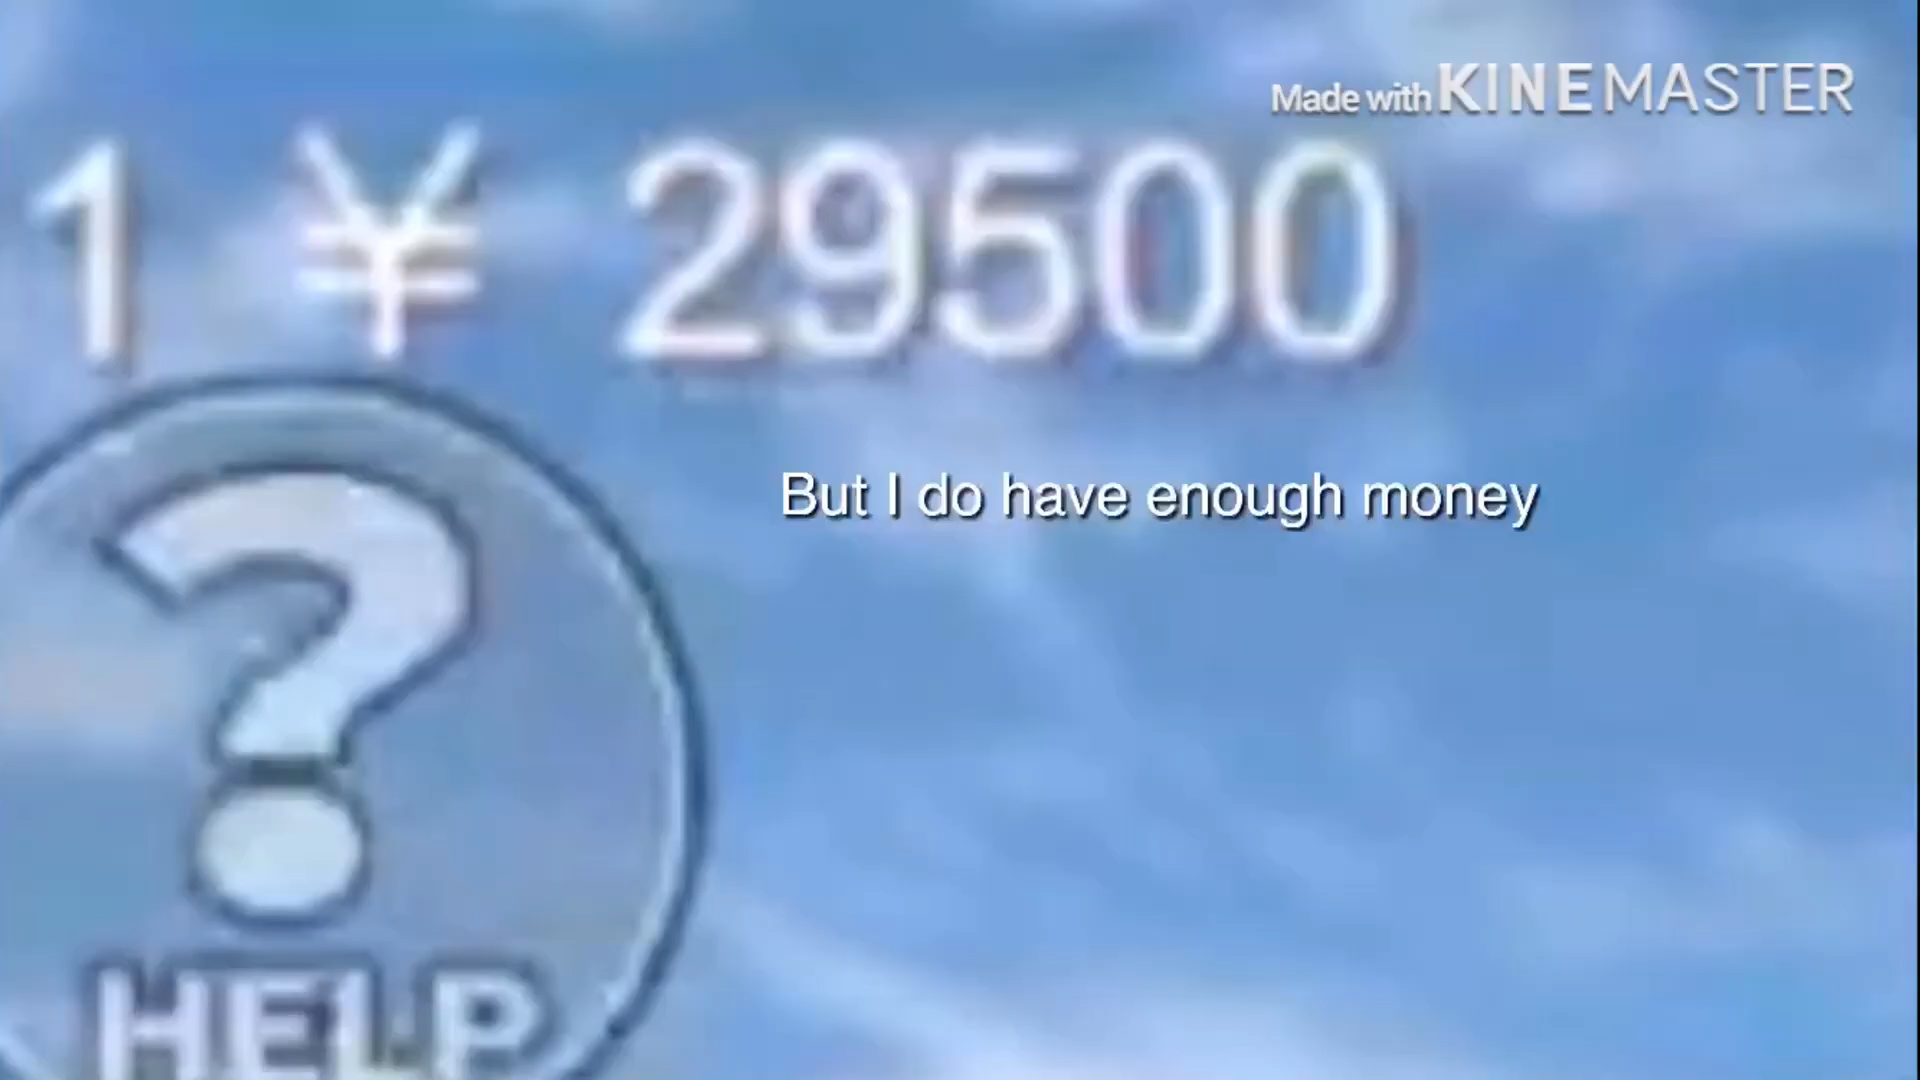 Made with KINEMASTER
1 ¥ 29500
But I do have enough money
?
HELP